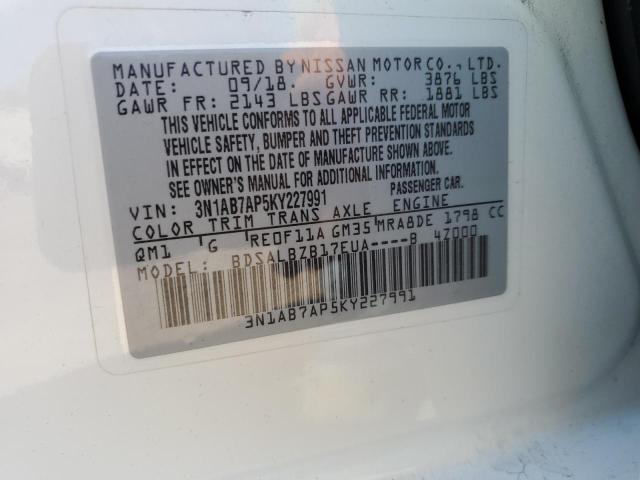 MANUFACTURED BY NISSAN MOTOR CO., LTD.
DATE: 09/18. GVWR: 3876 LBS
GAWR FR: 2143 LBS GAWR RR: 1881 LBS
THIS VEHICLE CONFORMS TO ALL APPLICABLE FEDERAL MOTOR
VEHICLE SAFETY, BUMPER AND THEFT PREVENTION STANDARDS
IN EFFECT ON THE DATE OF MANUFACTURE SHOWN ABOVE.
SEE OWNER'S MANUAL FOR ADDITIONAL INFORMATION.
VIN: 3N1AB7AP5KY227991 PASSENGER CAR.
COLOR TRIM TRANS AXLE ENGINE
QM1 G RE0F11A GM35 MRA8DE 1798 CC
MODEL: BDSALBZB17EUA----B 4Z000
3N1AB7AP5KY227991